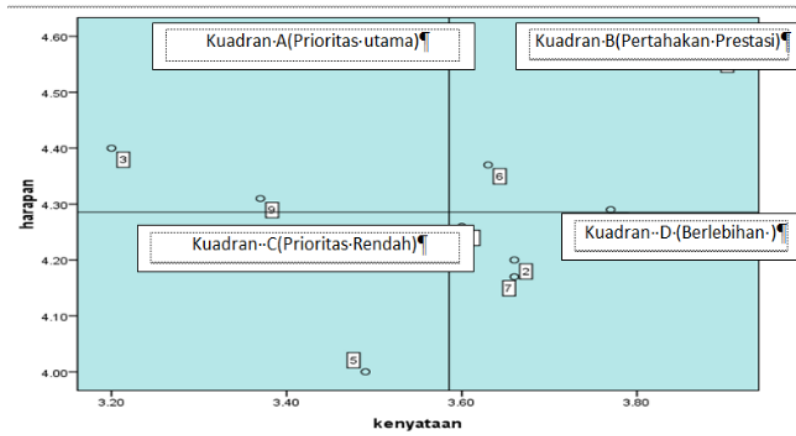 Kuadran·A(Prioritas·utama)¶
Kuadran·B(Pertahakan·Prestasi)¶
4.60
4.50
4.40
3
6
4.30
9
harapan
Kuadran··C(Prioritas·Rendah)¶
Kuadran··D·(Berlebihan·)¶
4.20
2
7
4.10
5
4.00
3.20
3.40
3.60
3.80
kenyataan